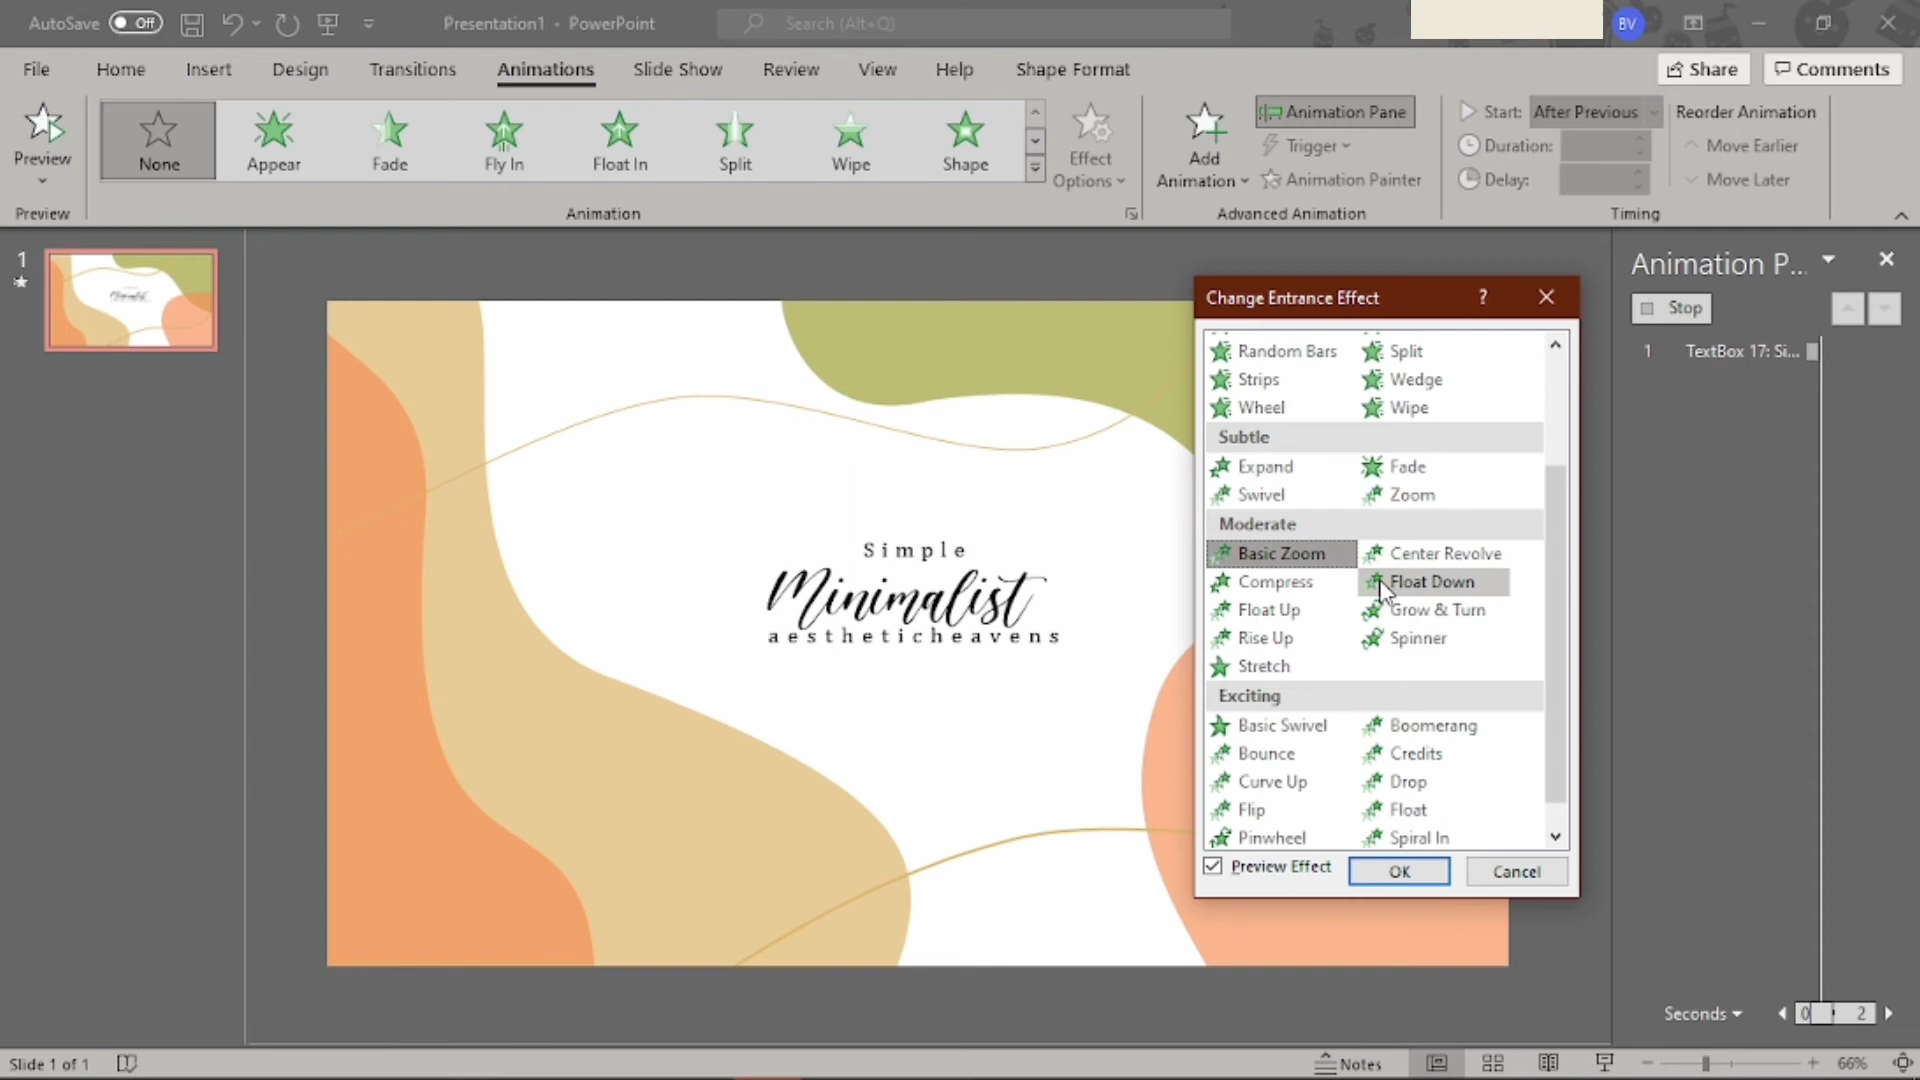 AutoSave Off Presentation1 - PowerPoint Search (Alt+Q) BV
File Home Insert Design Transitions Animations Slide Show Review View Help Shape Format Share Comments
Preview None Appear Fade Fly In Float In Split Wipe Shape Effect Options Add Animation Animation Pane Trigger Animation Painter Start: After Previous Duration: Delay: Reorder Animation Move Earlier Move Later
Preview Animation Advanced Animation Timing
1
Simple
Minimalist
aestheticheavens
Change Entrance Effect ?
Random Bars Split
Strips Wedge
Wheel Wipe
Subtle
Expand Fade
Swivel Zoom
Moderate
Basic Zoom Center Revolve
Compress Float Down
Float Up Grow & Turn
Rise Up Spinner
Stretch
Exciting
Basic Swivel Boomerang
Bounce Credits
Curve Up Drop
Flip Float
Pinwheel Spiral In
Preview Effect OK Cancel
Animation P...
Stop
1 TextBox 17: Si...
Seconds 0 2
Slide 1 of 1 Notes 66%